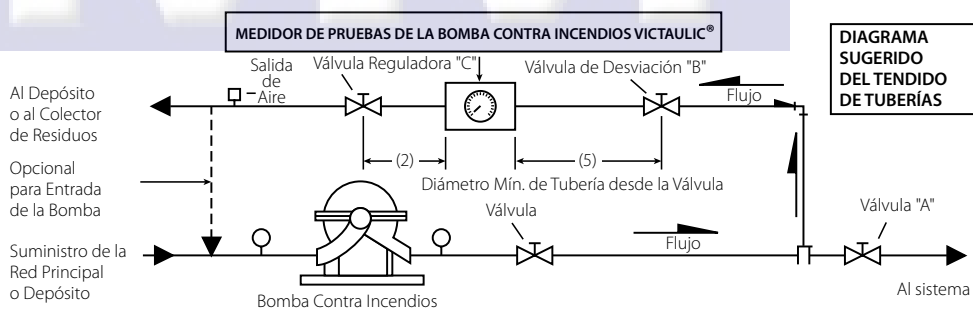 MEDIDOR DE PRUEBAS DE LA BOMBA CONTRA INCENDIOS VICTAULIC®
DIAGRAMA
SUGERIDO
DEL TENDIDO
DE TUBERÍAS
Salida
de
Aire
Válvula Reguladora "C"
Válvula de Desviación "B"
Flujo
Al Depósito
o al Colector
de Residuos
(2)
(5)
Diámetro Mín. de Tubería desde la Válvula
Opcional
para Entrada
de la Bomba
Válvula
Válvula "A"
Flujo
Suministro de la
Red Principal
o Depósito
Bomba Contra Incendios
Al sistema